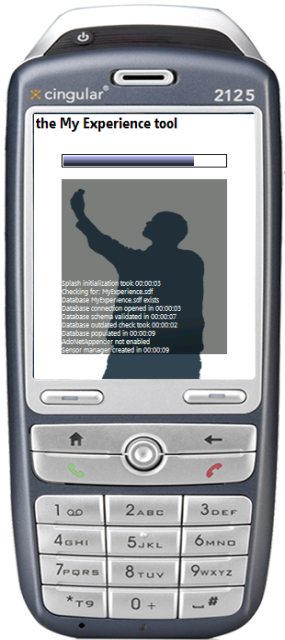 cingular
2125
the My Experience tool
Splash initialization took 00:00:03
Checking for: MyExperience.sdf
Database MyExperience.sdf exists
Database connection opened in 00:00:03
Database schema validated in 00:00:07
Database outdated check took 00:00:02
Database populated in 00:00:09
AdoNetAppender not enabled
Sensor manager created in 00:00:09
1 2ABC 3DEF
4GHI 5JKL 6MNO
7PQRS 8TUV 9WXYZ
*T9 0 + #